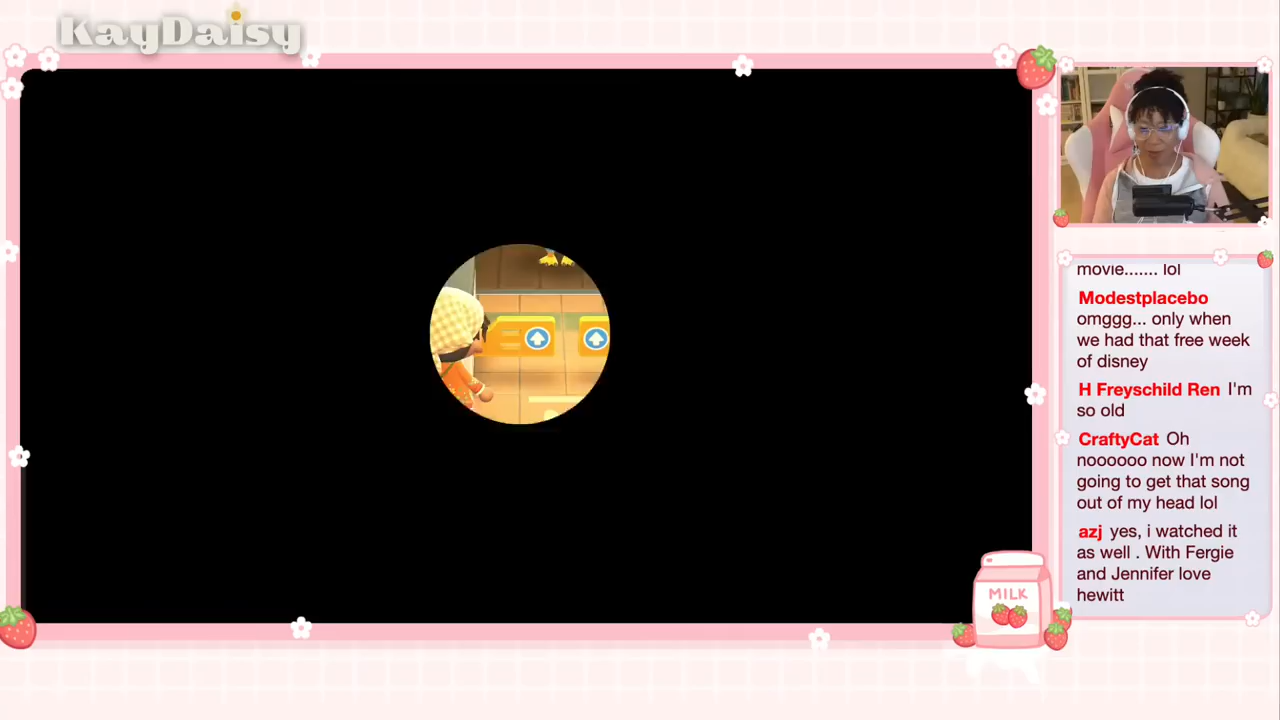 KayDaisy
movie....... lol
Modestplacebo
omggg... only when
we had that free week
of disney
H Freyschild Ren I'm
so old
CraftyCat Oh
noooooo now I'm not
going to get that song
out of my head lol
azj yes, i watched it
as well . With Fergie
and Jennifer love
hewitt
MILK